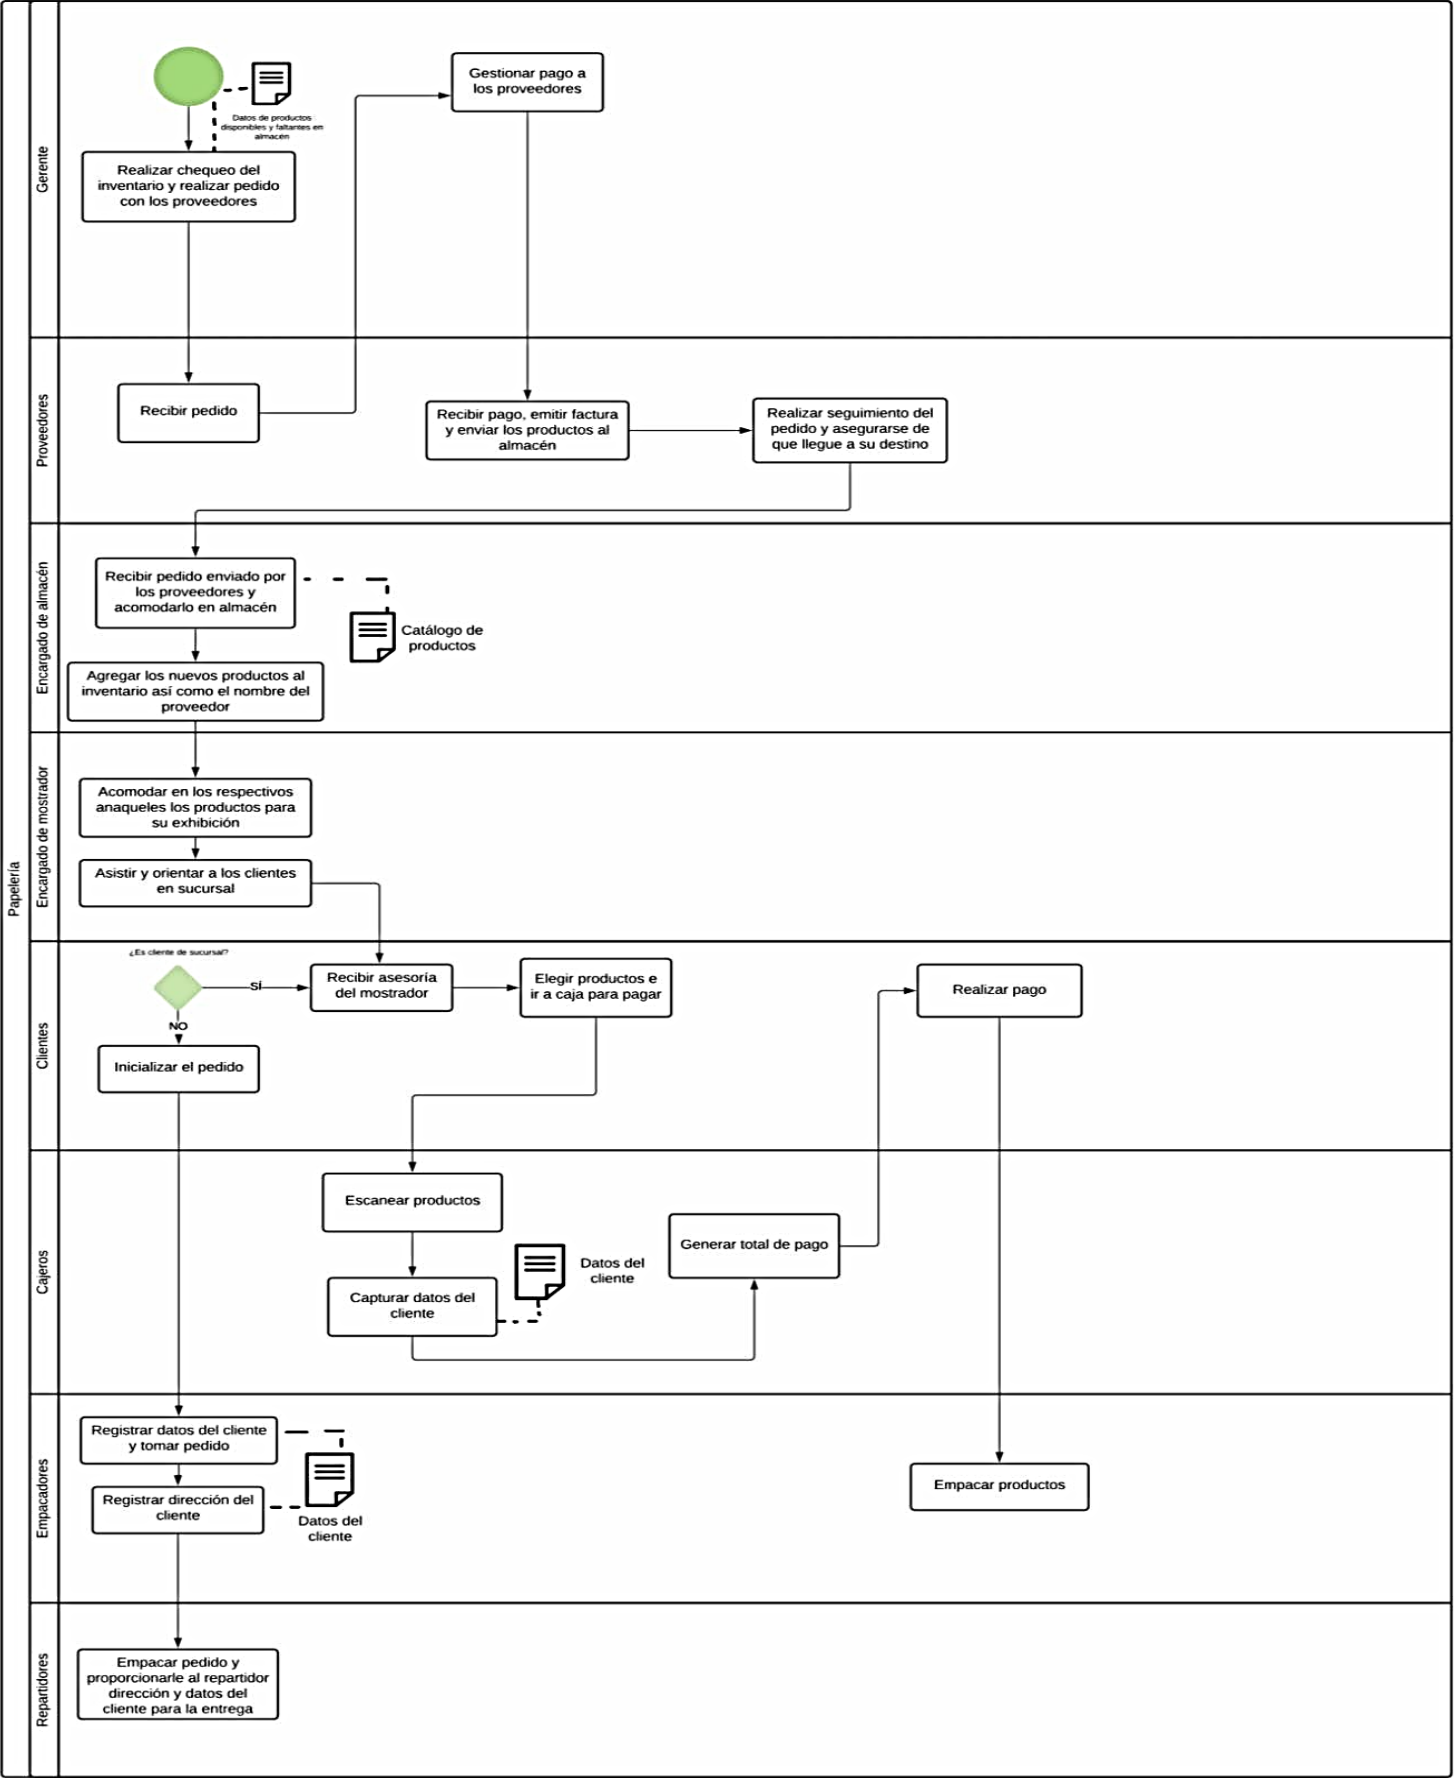 Papelería
Gerente
Datos de productos
disponibles y faltantes en
almacén
Realizar chequeo del
inventario y realizar pedido
con los proveedores
Gestionar pago a
los proveedores
Proveedores
Recibir pedido
Recibir pago, emitir factura
y enviar los productos al
almacén
Realizar seguimiento del
pedido y asegurarse de
que llegue a su destino
Encargado de almacén
Recibir pedido enviado por
los proveedores y
acomodarlo en almacén
Catálogo de
productos
Agregar los nuevos productos al
inventario así como el nombre del
proveedor
Encargado de mostrador
Acomodar en los respectivos
anaqueles los productos para
su exhibición
Asistir y orientar a los clientes
en sucursal
Clientes
¿Es cliente de sucursal?
SÍ
NO
Recibir asesoría
del mostrador
Elegir productos e
ir a caja para pagar
Realizar pago
Inicializar el pedido
Cajeros
Escanear productos
Capturar datos del
cliente
Datos del
cliente
Generar total de pago
Empacadores
Registrar datos del cliente
y tomar pedido
Registrar dirección del
cliente
Datos del
cliente
Empacar productos
Repartidores
Empacar pedido y
proporcionarle al repartidor
dirección y datos del
cliente para la entrega